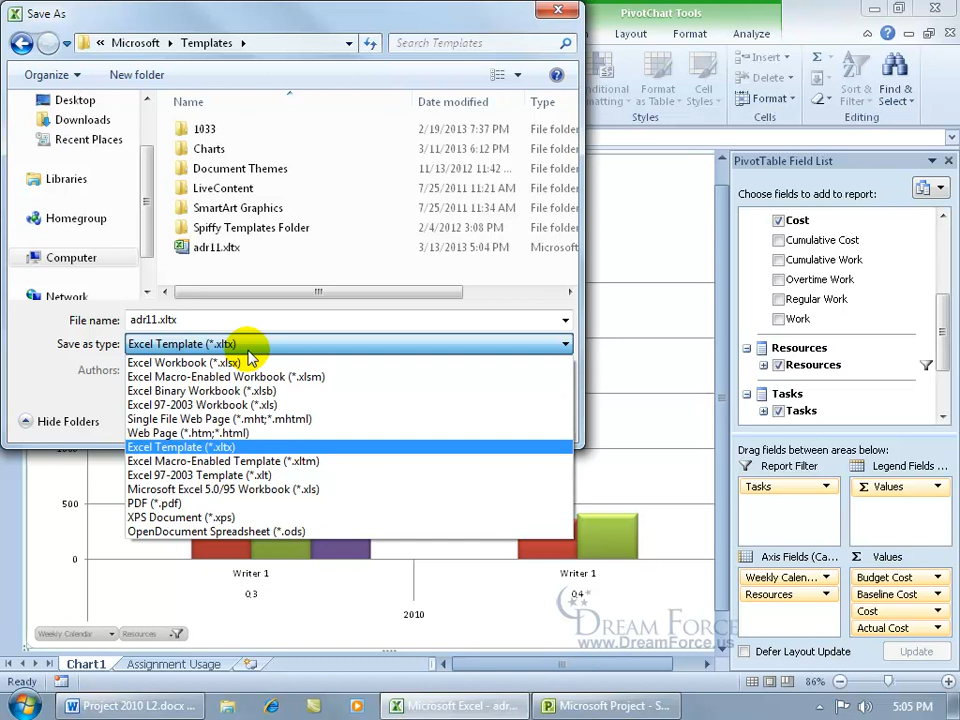 Save As
PivotChart Tools
Layout Format Analyze
Microsoft Templates
Search Templates
Organize New folder
Name Date modified Type
Desktop
Downloads
Recent Places
Libraries
Homegroup
Computer
Network
1033 2/19/2013 7:37 PM File folder
Charts 3/11/2013 6:12 PM File folder
Document Themes 11/13/2012 11:42 ... File folder
LiveContent 7/25/2011 11:21 AM File folder
SmartArt Graphics 7/25/2011 11:34 AM File folder
Spiffy Templates Folder 2/4/2012 3:03 PM File folder
adr11.xltx 3/13/2013 5:04 PM Microsoft
File name: adr11.xltx
Save as type: Excel Template (*.xltx)
Authors:
Hide Folders
Excel Workbook (*.xlsx)
Excel Macro-Enabled Workbook (*.xlsm)
Excel Binary Workbook (*.xlsb)
Excel 97-2003 Workbook (*.xls)
Single File Web Page (*.mht;*.mhtml)
Web Page (*.htm;*.html)
Excel Template (*.xltx)
Excel Macro-Enabled Template (*.xltm)
Excel 97-2003 Template (*.xlt)
Microsoft Excel 5.0/95 Workbook (*.xls)
PDF (*.pdf)
XPS Document (*.xps)
OpenDocument Spreadsheet (*.ods)
Format as Table
Cell Styles
Styles
Insert
Delete
Format
Cells
Sort & Filter
Find & Select
Editing
PivotTable Field List
Choose fields to add to report:
Cost
Cumulative Cost
Cumulative Work
Overtime Work
Regular Work
Work
Resources
Resources
Tasks
Tasks
Drag fields between areas below:
Report Filter Legend Fields
Tasks Σ Values
Axis Fields (Ca... Σ Values
Weekly Calen... Budget Cost
Resources Baseline Cost
Cost
Actual Cost
Defer Layout Update Update
500
0
Writer 1 Writer 1
Q3 Q4
2010
Weekly Calendar Resources
DREAM FORCE
www.DreamForce.us
Chart1 Assignment Usage
Ready 86%
Project 2010 L2.docx ... Microsoft Excel - adr... Microsoft Project - S... 5:05 PM